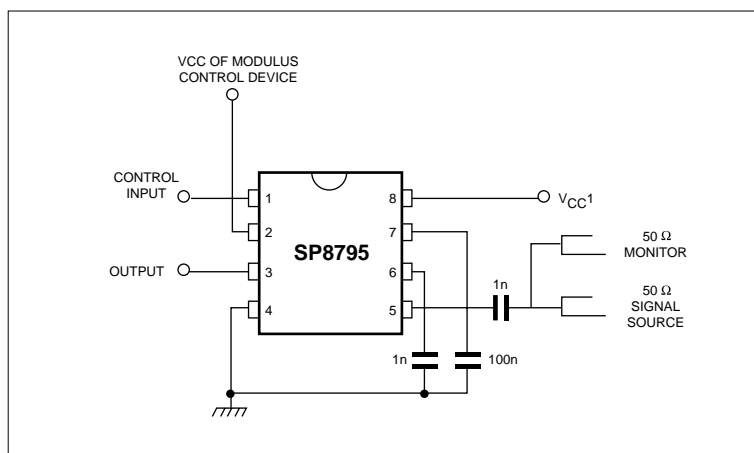 VCC OF MODULUS
CONTROL DEVICE
CONTROL
INPUT
OUTPUT
1
2
3
4
SP8795
8
7
6
5
VCC1
50 Ω
MONITOR
1n
50 Ω
SIGNAL
SOURCE
1n
100n